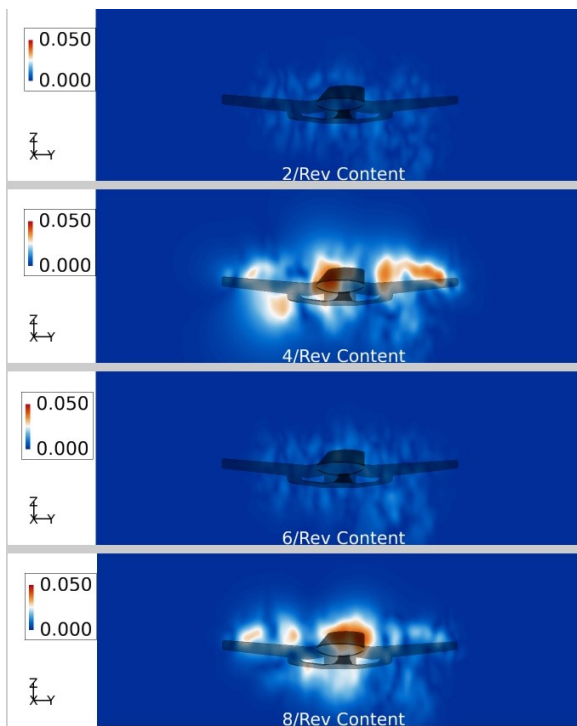 0.050
0.000
Z
X Y
2/Rev Content
0.050
0.000
Z
X Y
4/Rev Content
0.050
0.000
Z
X Y
6/Rev Content
0.050
0.000
Z
X Y
8/Rev Content